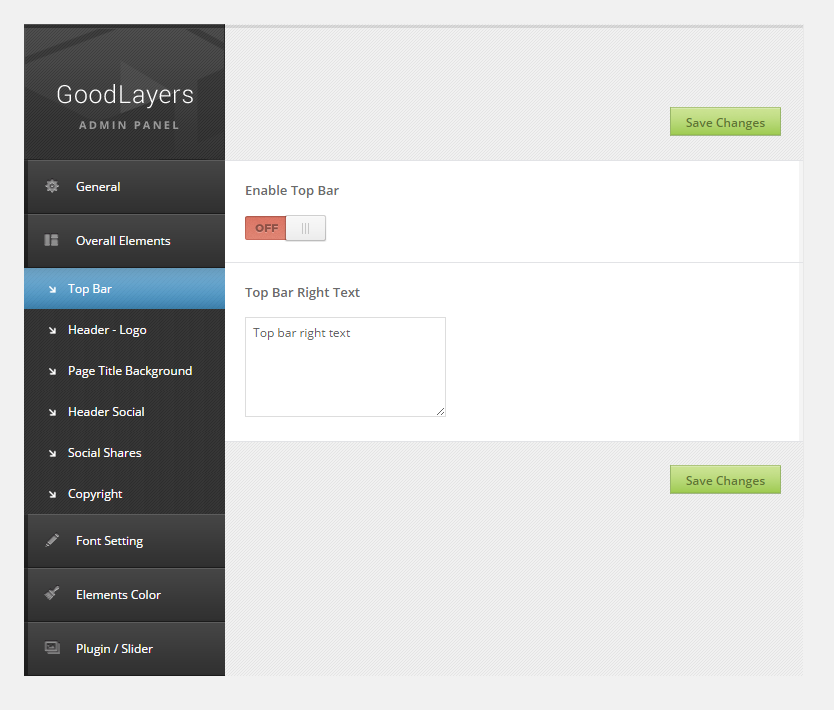 GoodLayers
ADMIN PANEL
General
Overall Elements
Top Bar
Header - Logo
Page Title Background
Header Social
Social Shares
Copyright
Font Setting
Elements Color
Plugin / Slider
Save Changes
Enable Top Bar
OFF
Top Bar Right Text
Top bar right text
Save Changes